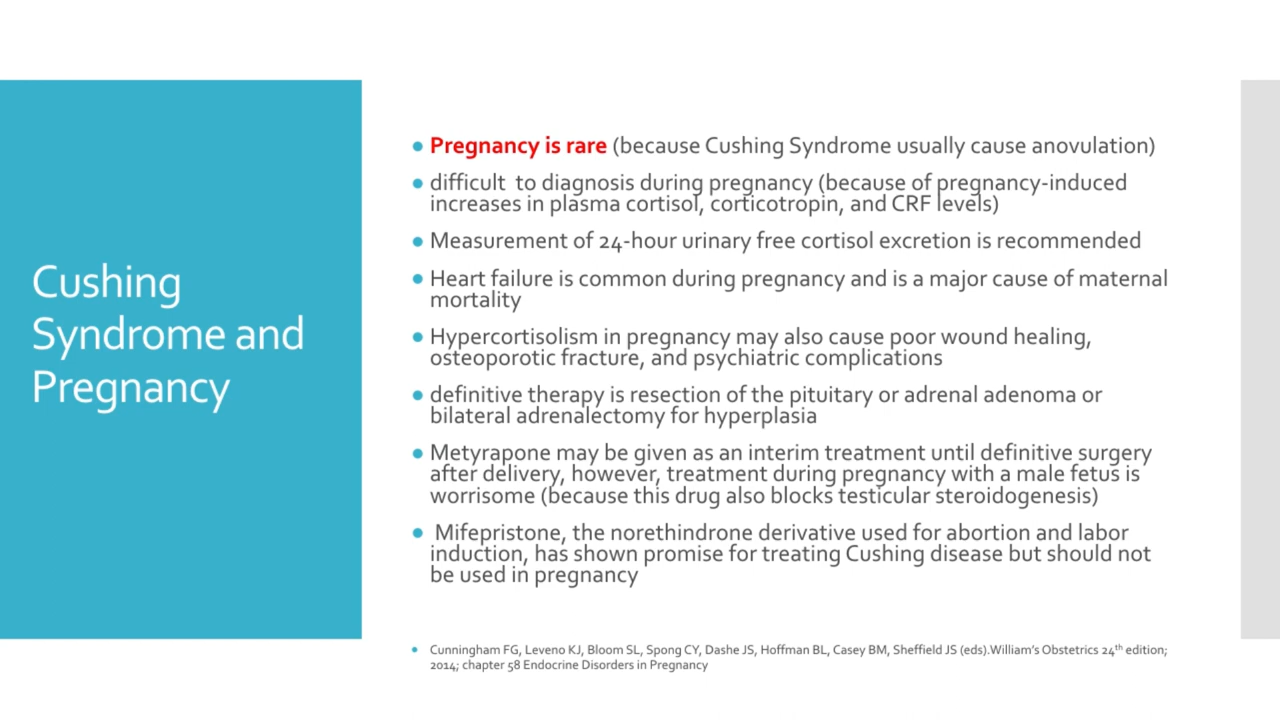 Cushing
Syndrome and
Pregnancy
• Pregnancy is rare (because Cushing Syndrome usually cause anovulation)
• difficult  to diagnosis during pregnancy (because of pregnancy-induced
increases in plasma cortisol, corticotropin, and CRF levels)
• Measurement of 24-hour urinary free cortisol excretion is recommended
• Heart failure is common during pregnancy and is a major cause of maternal
mortality
• Hypercortisolism in pregnancy may also cause poor wound healing,
osteoporotic fracture, and psychiatric complications
• definitive therapy is resection of the pituitary or adrenal adenoma or
bilateral adrenalectomy for hyperplasia
• Metyrapone may be given as an interim treatment until definitive surgery
after delivery, however, treatment during pregnancy with a male fetus is
worrisome (because this drug also blocks testicular steroidogenesis)
• Mifepristone, the norethindrone derivative used for abortion and labor
induction, has shown promise for treating Cushing disease but should not
be used in pregnancy
• Cunningham FG, Leveno KJ, Bloom SL, Spong CY, Dashe JS, Hoffman BL, Casey BM, Sheffield JS (eds).William's Obstetrics 24th edition;
2014; chapter 58 Endocrine Disorders in Pregnancy